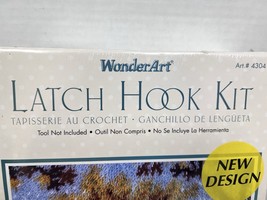 WonderArt®
Art.# 4304
LATCH HOOK KIT
TAPISSERIE AU CROCHET • GANCHILLO DE LENGUETA
Tool Not Included • Outil Non Compris • No Se Incluye La Herramienta
NEW
DESIGN